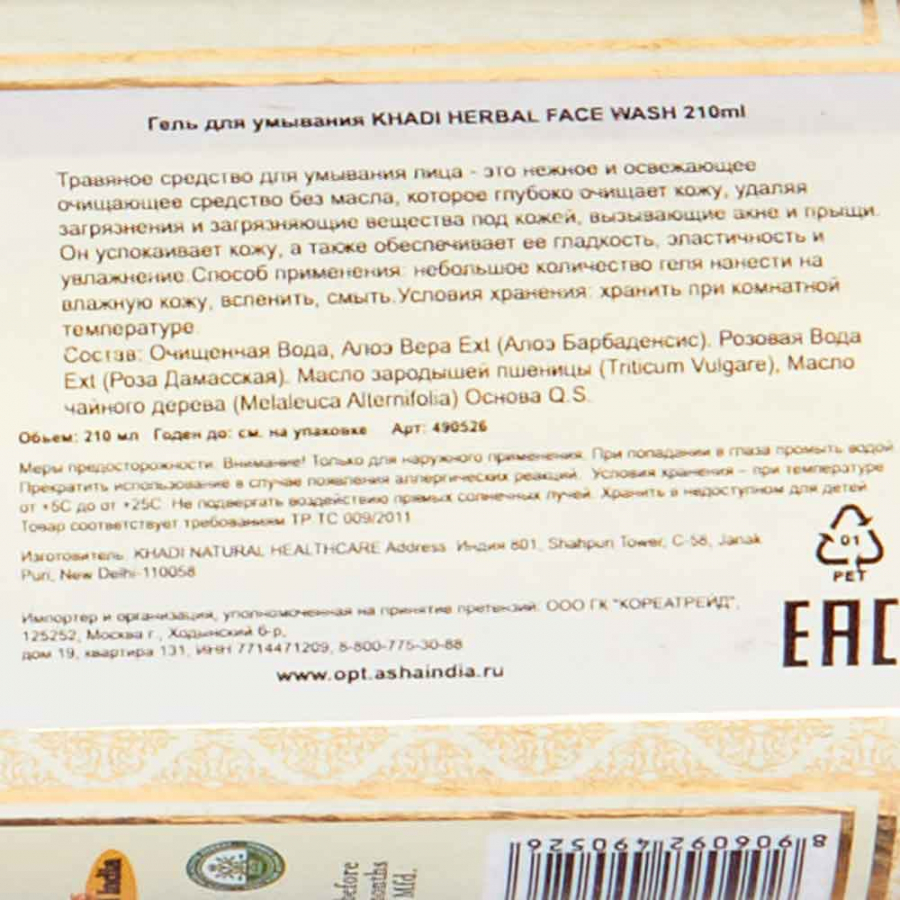 Гель для умывания KHADI HERBAL FACE WASH 210ml
Травяное средство для умывания лица - это нежное и освежающее
очищающее средство без масла, которое глубоко очищает кожу, удаляя
загрязнения и загрязняющие вещества под кожей, вызывающие акне и прыщи.
Он успокаивает кожу, а также обеспечивает ее гладкость, эластичность и
увлажнение.Способ применения: небольшое количество геля нанести на
влажную кожу, вспенить, смыть.Условия хранения: хранить при комнатной
температуре.
Состав: Очищенная Вода, Алоэ Вера Ext (Алоэ Барбаденсис). Розовая Вода
Ext (Роза Дамасская). Масло зародышей пшеницы (Triticum Vulgare), Масло
чайного дерева (Melaleuca Alternifolia) Основа Q.S.
Объем: 210 мл Годен до: см. на упаковке Арт: 490526
Меры предосторожности. Внимание! Только для наружного применения. При попадании в глаза промыть водой.
Прекратить использование в случае появления аллергических реакций. Условия хранения – при температуре
от +5С до от +25С. Не подвергать воздействию прямых солнечных лучей. Хранить в недоступном для детей
Товар соответствует требованиям ТР ТС 009/2011
Изготовитель: KHADI NATURAL HEALTHCARE Address: Индия 801, Shahpuri Tower, C-58, Janak
Puri, New Delhi-110058
01
PET
Импортер и организация, уполномоченная на принятие претензий: ООО ГК "КОРЕАТРЕЙД",
125252, Москва г., Ходынский б-р,
дом 19, квартира 131, ИНН 7714471209, 8-800-775-30-88
EAC
www.opt.ashaindia.ru
India
before
months
Mfd.
8 906092 490526